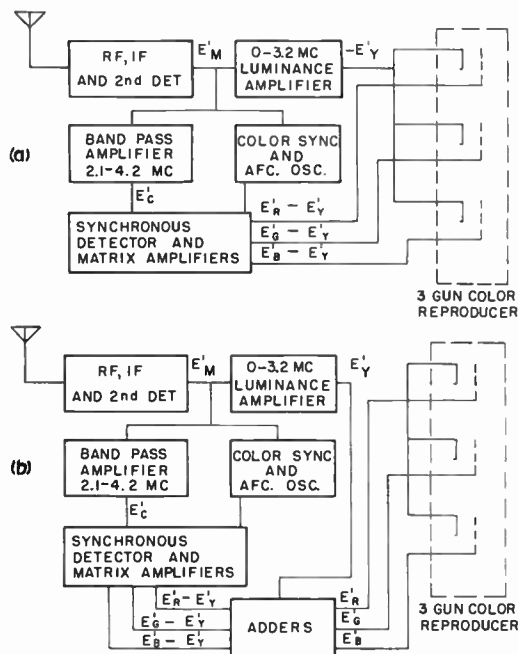 (a)
RF, IF
AND 2nd DET
E'M
0-3.2 MC
LUMINANCE
AMPLIFIER
-E'Y
BAND PASS
AMPLIFIER
2.1-4.2 MC
COLOR SYNC
AND
AFC. OSC.
E'C
SYNCHRONOUS
DETECTOR AND
MATRIX AMPLIFIERS
E'R - E'Y
E'G - E'Y
E'B - E'Y
3 GUN COLOR
REPRODUCER
(b)
RF, IF
AND 2nd DET
E'M
0-3.2 MC
LUMINANCE
AMPLIFIER
E'Y
BAND PASS
AMPLIFIER
2.1-4.2 MC
COLOR SYNC.
AND
AFC. OSC.
E'C
SYNCHRONOUS
DETECTOR AND
MATRIX AMPLIFIERS
E'R - E'Y
E'G - E'Y
E'B - E'Y
ADDERS
E'R
E'G
E'B
3 GUN COLOR
REPRODUCER